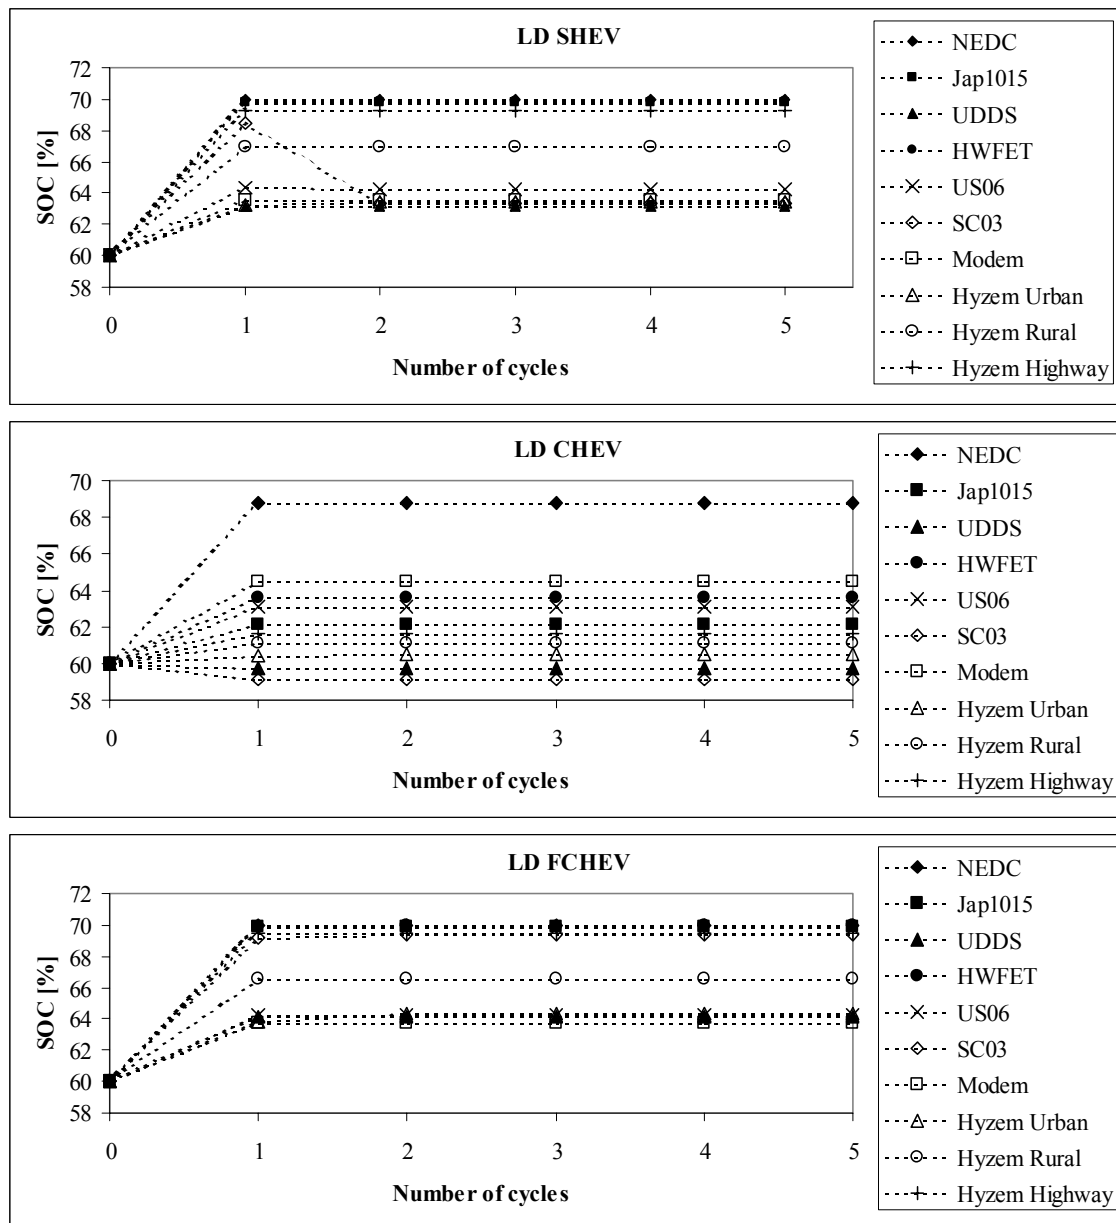 LD SHEV
SOC [%]
72
70
68
66
64
62
60
58
0 1 2 3 4 5
Number of cycles
NEDC
Jap1015
UDDS
HWFET
US06
SC03
Modem
Hyzem Urban
Hyzem Rural
Hyzem Highway
LD CHEV
SOC [%]
70
68
66
64
62
60
58
0 1 2 3 4 5
Number of cycles
NEDC
Jap1015
UDDS
HWFET
US06
SC03
Modem
Hyzem Urban
Hyzem Rural
Hyzem Highway
LD FCHEV
SOC [%]
72
70
68
66
64
62
60
58
0 1 2 3 4 5
Number of cycles
NEDC
Jap1015
UDDS
HWFET
US06
SC03
Modem
Hyzem Urban
Hyzem Rural
Hyzem Highway